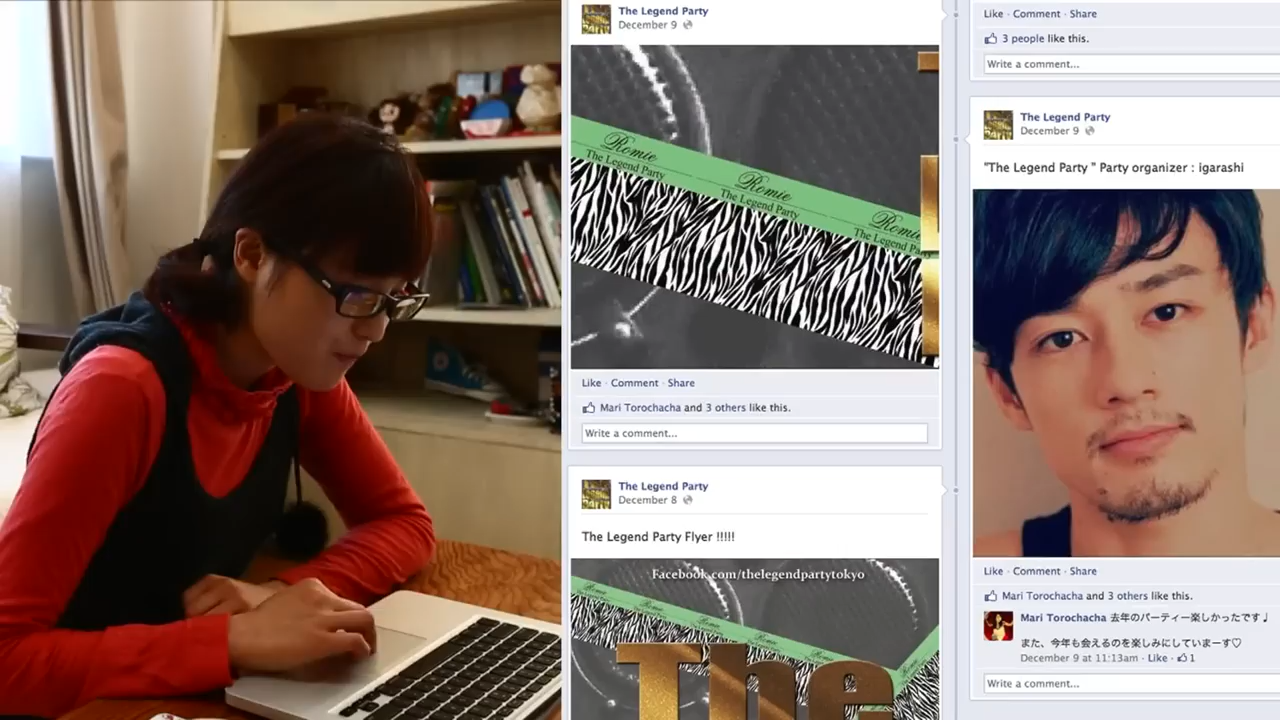 The Legend Party
December 9
Romie
The Legend Party
Romie
The Legend Party
Romie
The Legend Party
Like · Comment · Share
Mari Torochacha and 3 others like this.
Write a comment...
The Legend Party
December 8
The Legend Party Flyer !!!!!
Facebook.com/thelegendpartytokyo
Romie
The
Like · Comment · Share
3 people like this.
Write a comment...
The Legend Party
December 9
"The Legend Party " Party organizer : igarashi
Like · Comment · Share
Mari Torochacha and 3 others like this.
Mari Torochacha 去年のパーティー楽しかったです♩
また、今年も会えるのを楽しみにしていまーす♡
December 9 at 11:13am · Like · 1
Write a comment...